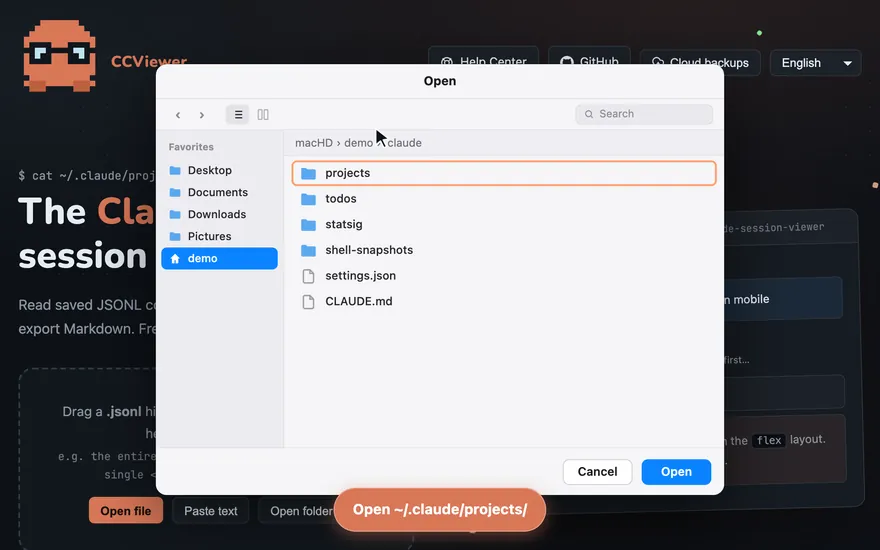 CCViewer
Help Center
GitHub
Cloud backups
English
Open
Search
Favorites
Desktop
Documents
Downloads
Pictures
demo
macHD › demo › claude
projects
todos
statsig
shell-snapshots
settings.json
CLAUDE.md
Cancel
Open
$ cat ~/.claude/proj
The Cla
session
Read saved JSONL
export Markdown.
Drag a .jsonl
e.g. the entire
single <
Open file
Paste text
Open folder
de-session-viewer
mobile
first...
the flex layout.
Open ~/.claude/projects/